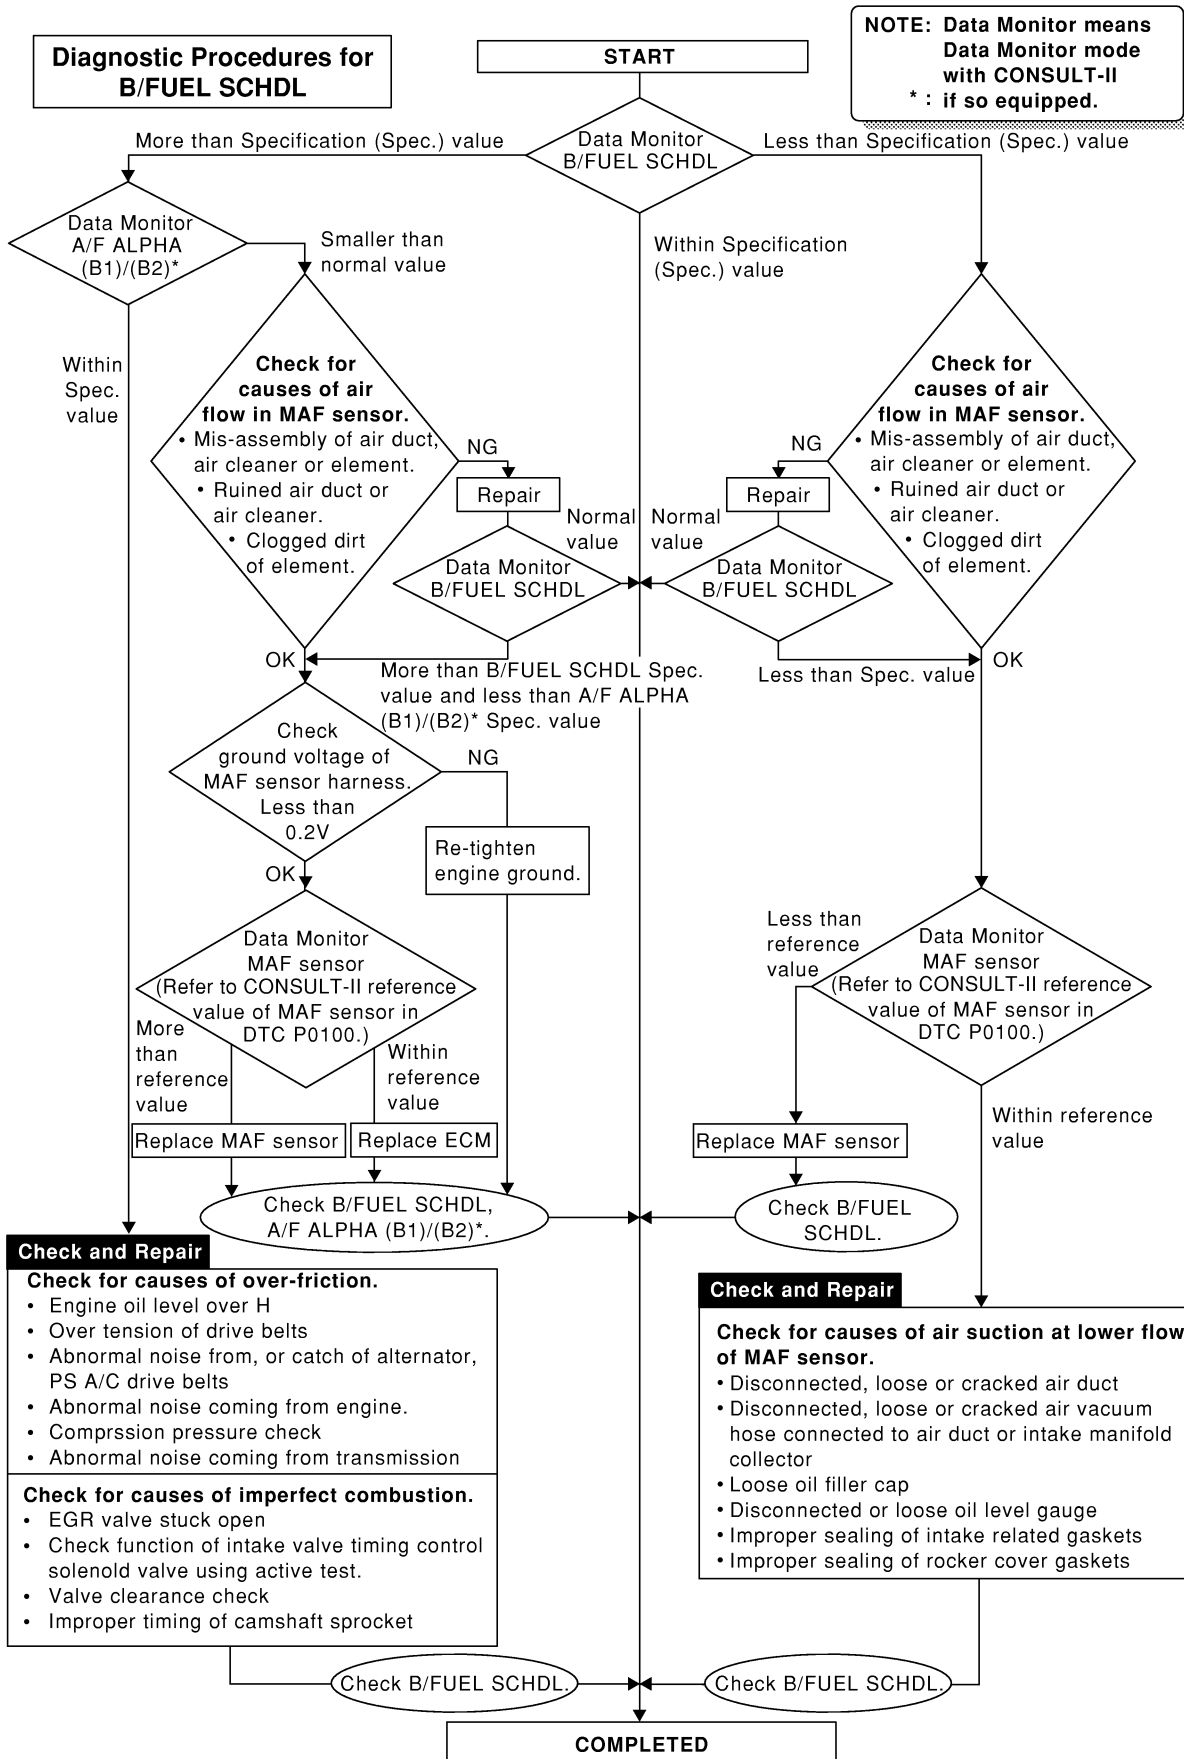 Diagnostic Procedures for
B/FUEL SCHDL
START
NOTE: Data Monitor means
Data Monitor mode
with CONSULT-II
* : if so equipped.
More than Specification (Spec.) value
Data Monitor
B/FUEL SCHDL
Less than Specification (Spec.) value
Data Monitor
A/F ALPHA
(B1)/(B2)*
Smaller than
normal value
Within Specification
(Spec.) value
Within
Spec.
value
Check for
causes of air
flow in MAF sensor.
• Mis-assembly of air duct,
air cleaner or element.
• Ruined air duct or
air cleaner.
• Clogged dirt
of element.
NG
Repair
Normal
value
Data Monitor
B/FUEL SCHDL
NG
Repair
Normal
value
Data Monitor
B/FUEL SCHDL
Check for
causes of air
flow in MAF sensor.
• Mis-assembly of air duct,
air cleaner or element.
• Ruined air duct or
air cleaner.
• Clogged dirt
of element.
OK
More than B/FUEL SCHDL Spec.
value and less than A/F ALPHA
(B1)/(B2)* Spec. value
Less than Spec. value
OK
Check
ground voltage of
MAF sensor harness.
Less than
0.2V
NG
Re-tighten
engine ground.
OK
Data Monitor
MAF sensor
(Refer to CONSULT-II reference
value of MAF sensor in
DTC P0100.)
More
than
reference
value
Within
reference
value
Replace MAF sensor
Replace ECM
Check B/FUEL SCHDL,
A/F ALPHA (B1)/(B2)*.
Less than
reference
value
Data Monitor
MAF sensor
(Refer to CONSULT-II reference
value of MAF sensor in
DTC P0100.)
Within reference
value
Replace MAF sensor
Check B/FUEL
SCHDL.
Check and Repair
Check for causes of over-friction.
• Engine oil level over H
• Over tension of drive belts
• Abnormal noise from, or catch of alternator,
PS A/C drive belts
• Abnormal noise coming from engine.
• Comprssion pressure check
• Abnormal noise coming from transmission
Check for causes of imperfect combustion.
• EGR valve stuck open
• Check function of intake valve timing control
solenold valve using active test.
• Valve clearance check
• Improper timing of camshaft sprocket
Check and Repair
Check for causes of air suction at lower flow
of MAF sensor.
• Disconnected, loose or cracked air duct
• Disconnected, loose or cracked air vacuum
hose connected to air duct or intake manifold
collector
• Loose oil filler cap
• Disconnected or loose oil level gauge
• Improper sealing of intake related gaskets
• Improper sealing of rocker cover gaskets
Check B/FUEL SCHDL.
Check B/FUEL SCHDL.
COMPLETED